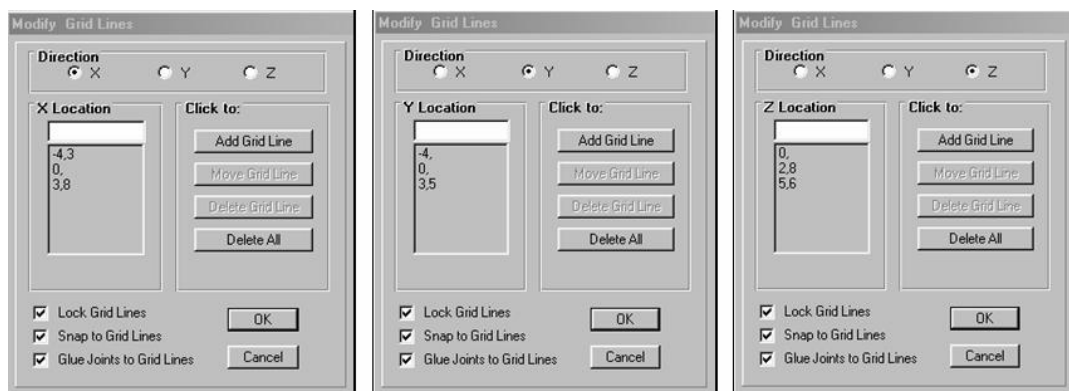 Modify Grid Lines
Direction
X Y Z
X Location
Click to:
-4,3
0,
3,8
Add Grid Line
Move Grid Line
Delete Grid Line
Delete All
Lock Grid Lines
Snap to Grid Lines
Glue Joints to Grid Lines
OK
Cancel
Modify Grid Lines
Direction
X Y Z
Y Location
Click to:
-4,
0,
3,5
Add Grid Line
Move Grid Line
Delete Grid Line
Delete All
Lock Grid Lines
Snap to Grid Lines
Glue Joints to Grid Lines
OK
Cancel
Modify Grid Lines
Direction
X Y Z
Z Location
Click to:
0,
2,8
5,6
Add Grid Line
Move Grid Line
Delete Grid Line
Delete All
Lock Grid Lines
Snap to Grid Lines
Glue Joints to Grid Lines
OK
Cancel